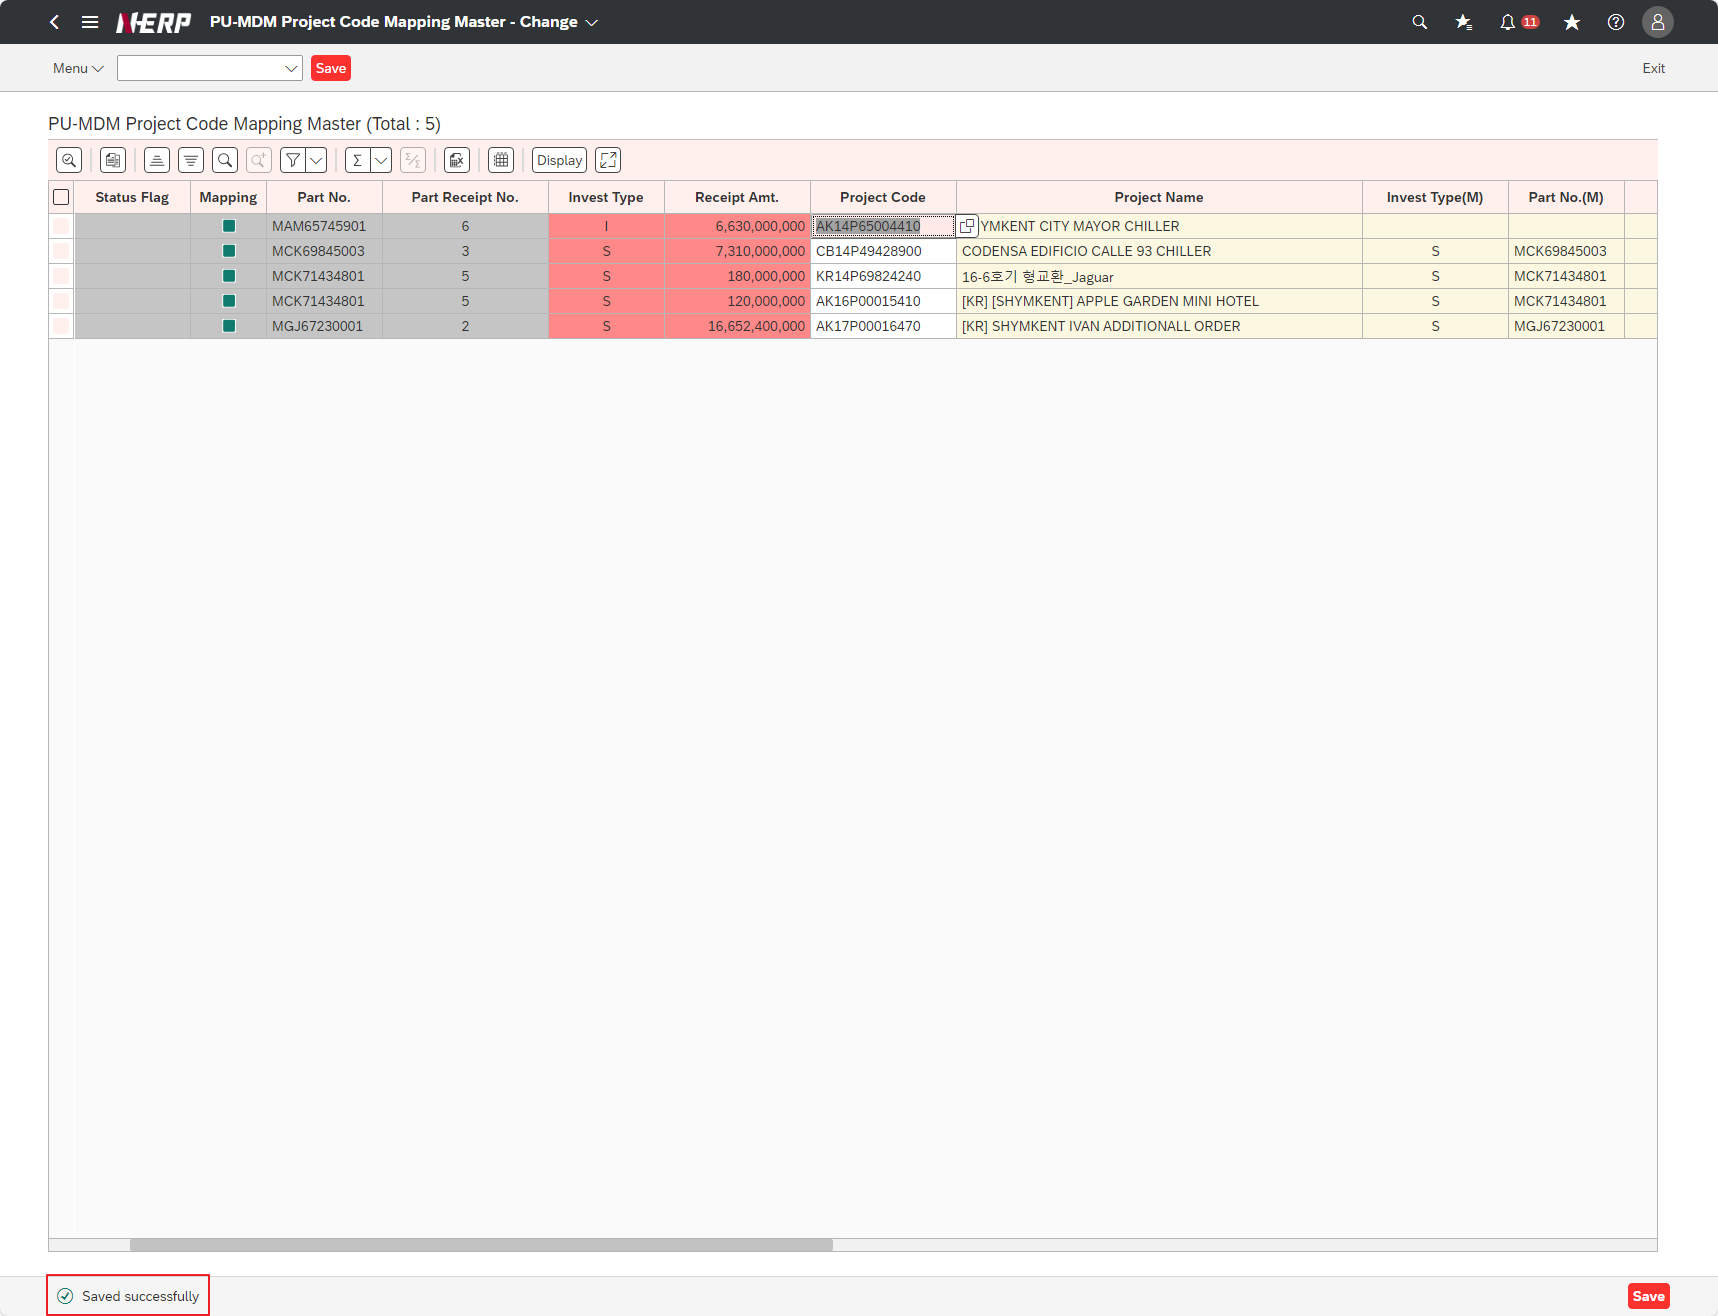 NERP PU-MDM Project Code Mapping Master - Change 11
Menu Save Exit
PU-MDM Project Code Mapping Master (Total : 5)
Display
Status Flag Mapping Part No. Part Receipt No. Invest Type Receipt Amt. Project Code Project Name Invest Type(M) Part No.(M)
MAM65745901 6 I 6,630,000,000 AK14P65004410 YMKENT CITY MAYOR CHILLER
MCK69845003 3 S 7,310,000,000 CB14P49428900 CODENSA EDIFICIO CALLE 93 CHILLER S MCK69845003
MCK71434801 5 S 180,000,000 KR14P69824240 16-6호기 형교환_Jaguar S MCK71434801
MCK71434801 5 S 120,000,000 AK16P00015410 [KR] [SHYMKENT] APPLE GARDEN MINI HOTEL S MCK71434801
MGJ67230001 2 S 16,652,400,000 AK17P00016470 [KR] SHYMKENT IVAN ADDITIONALL ORDER S MGJ67230001
Saved successfully Save